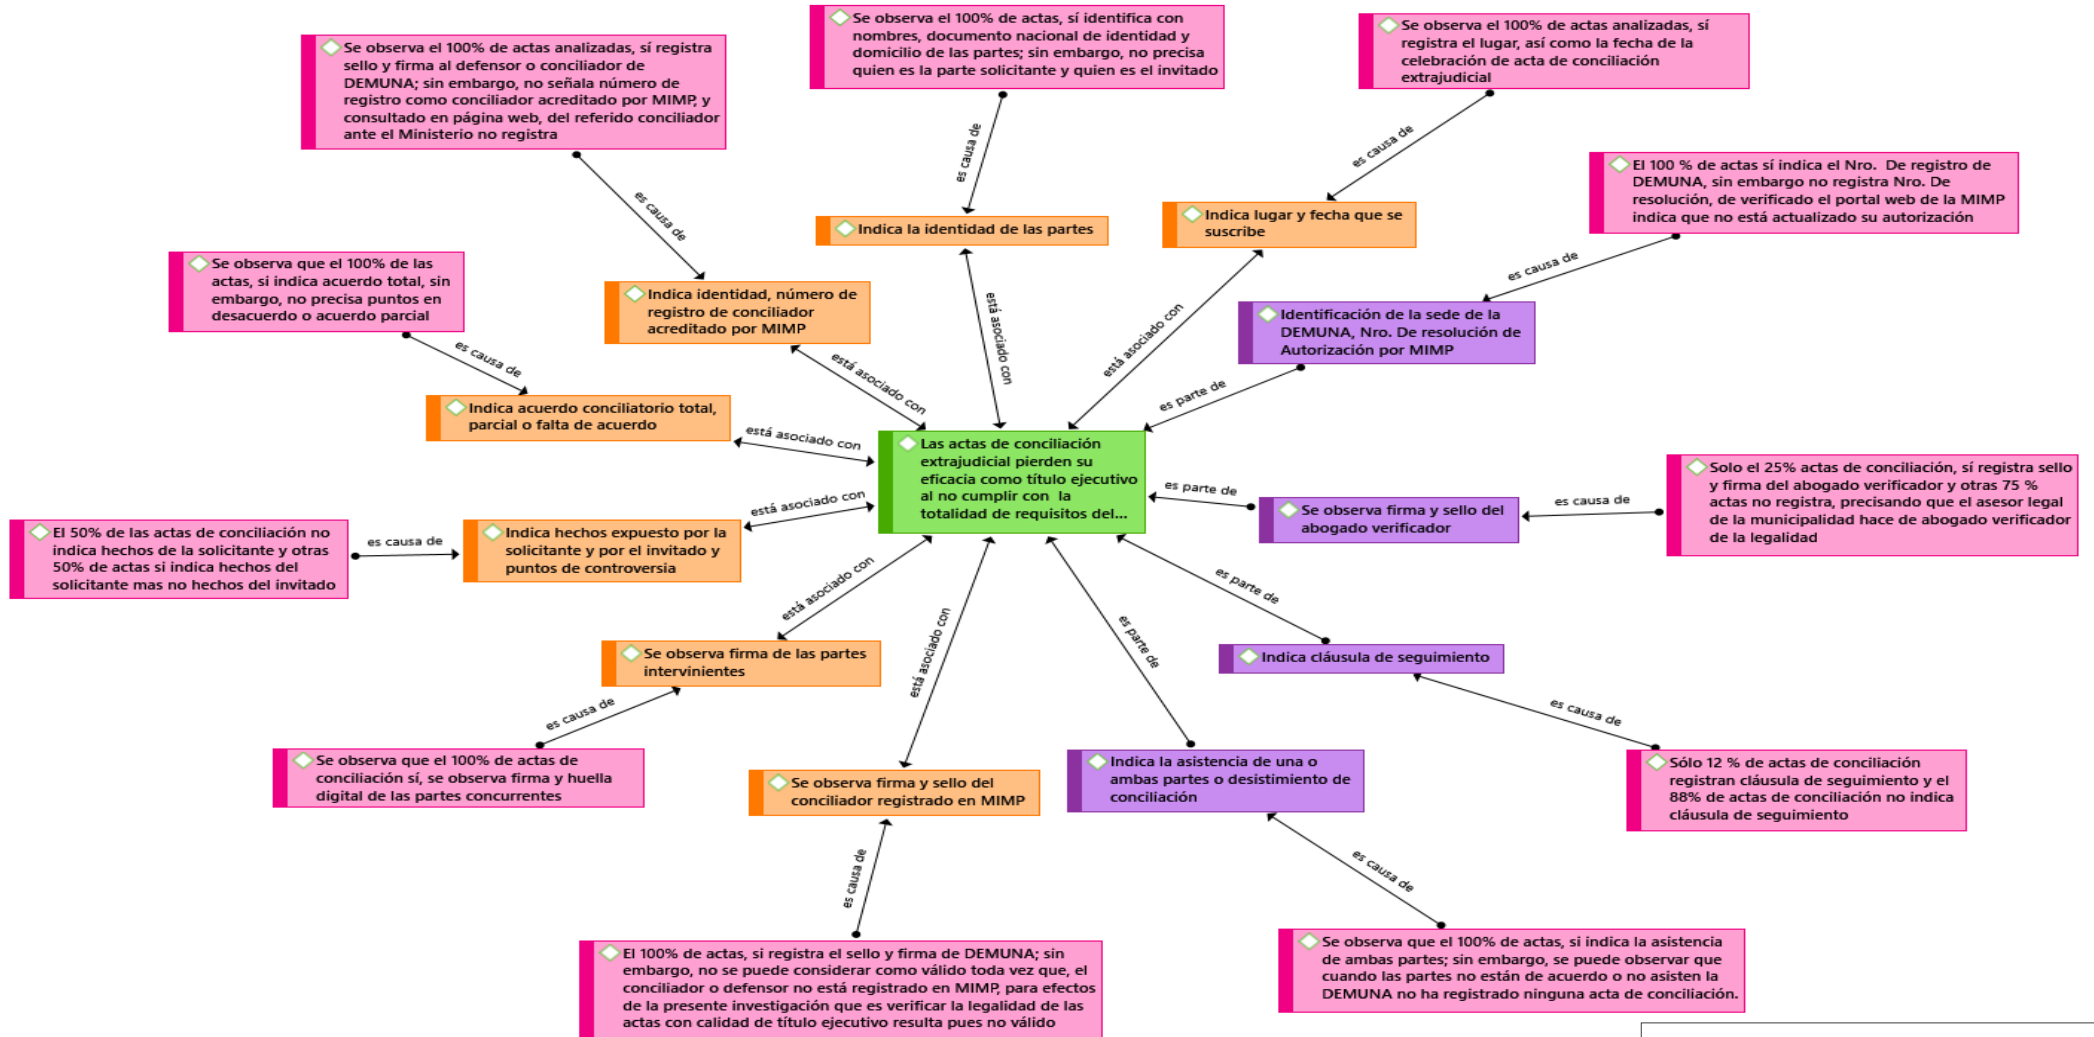 Se observa el 100% de actas, sí identifica con
nombres, documento nacional de identidad y
domicilio de las partes; sin embargo, no precisa
quien es la parte solicitante y quien es el invitado
Se observa el 100% de actas analizadas, sí
registra el lugar, así como la fecha de la
celebración de acta de conciliación
extrajudicial
Se observa el 100% de actas analizadas, sí registra
sello y firma al defensor o conciliador de
DEMUNA; sin embargo, no señala número de
registro como conciliador acreditado por MIMP, y
consultado en página web, del referido conciliador
ante el Ministerio no registra
es causa de
es causa de
El 100 % de actas sí indica el Nro. De registro de
DEMUNA, sin embargo no registra Nro. De
resolución, de verificado el portal web de la MIMP
indica que no está actualizado su autorización
es causa de
Indica la identidad de las partes
Indica lugar y fecha que se
suscribe
es causa de
Se observa que el 100% de las
actas, si indica acuerdo total, sin
embargo, no precisa puntos en
desacuerdo o acuerdo parcial
Indica identidad, número de
registro de conciliador
acreditado por MIMP
está asociado con
está asociado con
Identificación de la sede de la
DEMUNA, Nro. De resolución de
Autorización por MIMP
es causa de
está asociado con
es parte de
Indica acuerdo conciliatorio total,
parcial o falta de acuerdo
está asociado con
Las actas de conciliación
extrajudicial pierden su
eficacia como título ejecutivo
al no cumplir con la
totalidad de requisitos del...
Solo el 25% actas de conciliación, sí registra sello
y firma del abogado verificador y otras 75 %
actas no registra, precisando que el asesor legal
de la municipalidad hace de abogado verificador
de la legalidad
es causa de
es parte de
Se observa firma y sello del
abogado verificador
está asociado con
El 50% de las actas de conciliación no
indica hechos de la solicitante y otras
50% de actas si indica hechos del
solicitante mas no hechos del invitado
es causa de
Indica hechos expuesto por la
solicitante y por el invitado y
puntos de controversia
está asociado con
está asociado con
es parte de
es parte de
Se observa firma de las partes
intervinientes
Indica cláusula de seguimiento
es causa de
es causa de
Se observa que el 100% de actas de
conciliación sí, se observa firma y huella
digital de las partes concurrentes
Se observa firma y sello del
conciliador registrado en MIMP
Indica la asistencia de una o
ambas partes o desistimiento de
conciliación
Sólo 12 % de actas de conciliación
registran cláusula de seguimiento y el
88% de actas de conciliación no indica
cláusula de seguimiento
es causa de
es causa de
El 100% de actas, si registra el sello y firma de DEMUNA; sin
embargo, no se puede considerar como válido toda vez que, el
conciliador o defensor no está registrado en MIMP, para efectos
de la presente investigación que es verificar la legalidad de las
actas con calidad de título ejecutivo resulta pues no válido
Se observa que el 100% de actas, si indica la asistencia
de ambas partes; sin embargo, se puede observar que
cuando las partes no están de acuerdo o no asisten la
DEMUNA no ha registrado ninguna acta de conciliación.